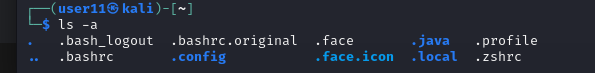 ┌──(user11㉿kali)-[~]
└─$ ls -a
.   .bash_logout  .bashrc.original  .face       .java   .profile
..  .bashrc       .config           .face.icon  .local  .zshrc